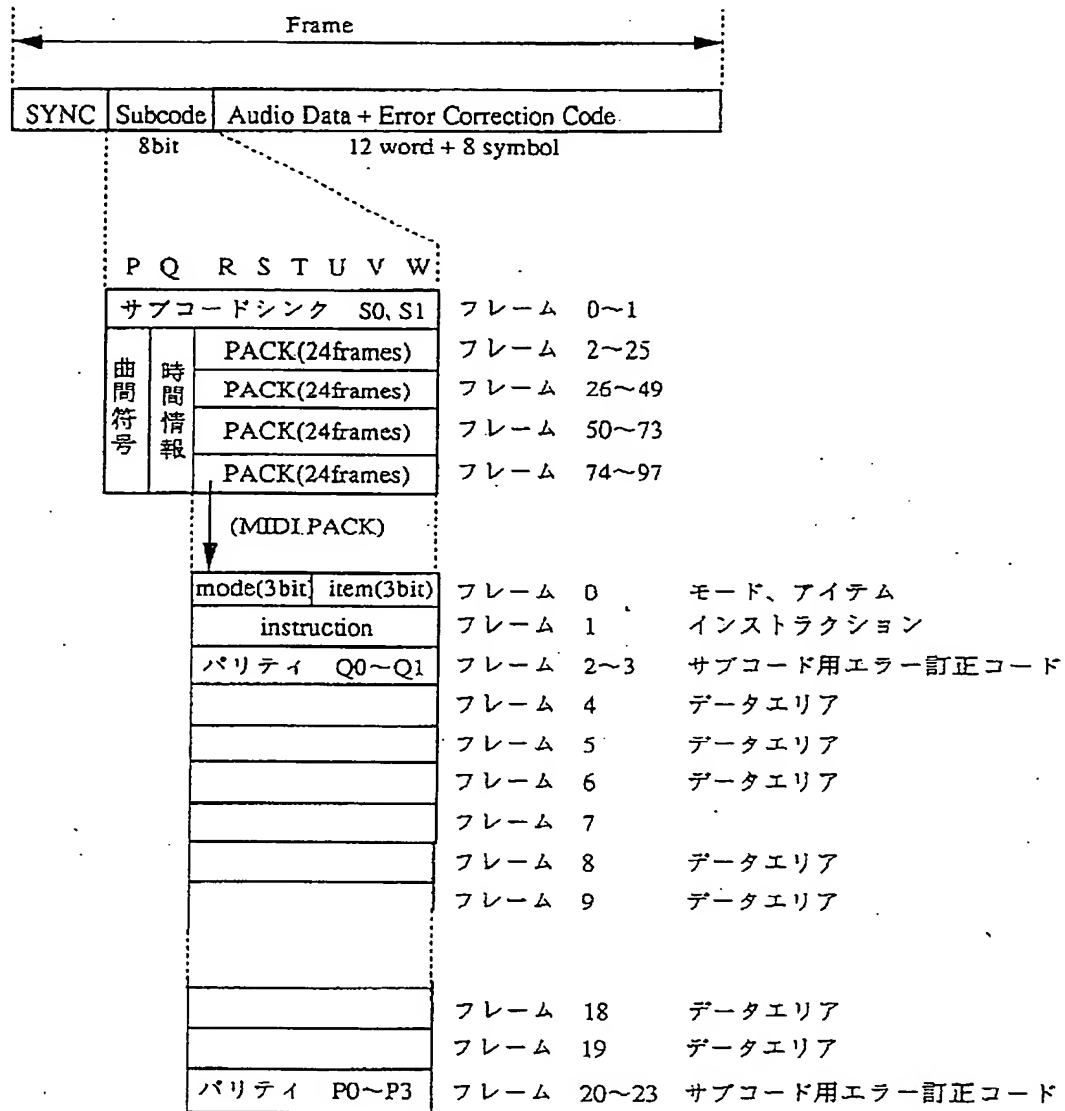 Frame
SYNC Subcode Audio Data + Error Correction Code
8bit 12 word + 8 symbol
P Q R S T U V W
サブコードシンク S0, S1 フレーム 0~1
曲間符号
時間情報
PACK(24frames) フレーム 2~25
PACK(24frames) フレーム 26~49
PACK(24frames) フレーム 50~73
PACK(24frames) フレーム 74~97
(MIDI.PACK)
mode(3bit) item(3bit) フレーム 0 モード、アイテム
instruction フレーム 1 インストラクション
パリティ Q0~Q1 フレーム 2~3 サブコード用エラー訂正コード
フレーム 4 データエリア
フレーム 5 データエリア
フレーム 6 データエリア
フレーム 7
フレーム 8 データエリア
フレーム 9 データエリア
フレーム 18 データエリア
フレーム 19 データエリア
パリティ P0~P3 フレーム 20~23 サブコード用エラー訂正コード